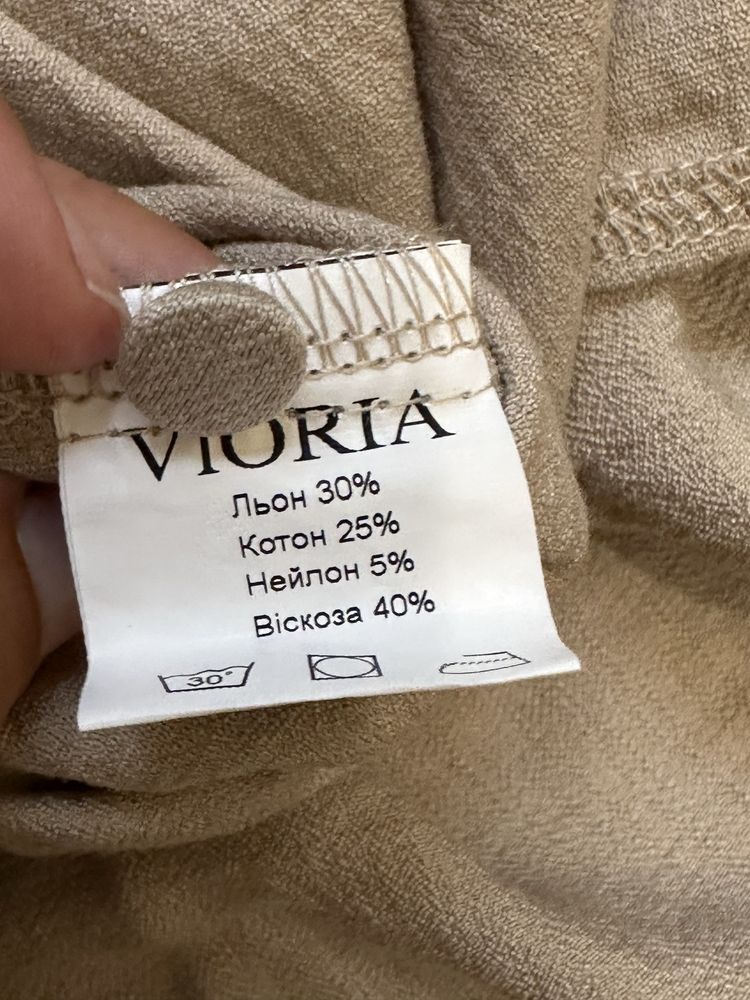 VIORIA
Льон 30%
Котон 25%
Нейлон 5%
Віскоза 40%
30°